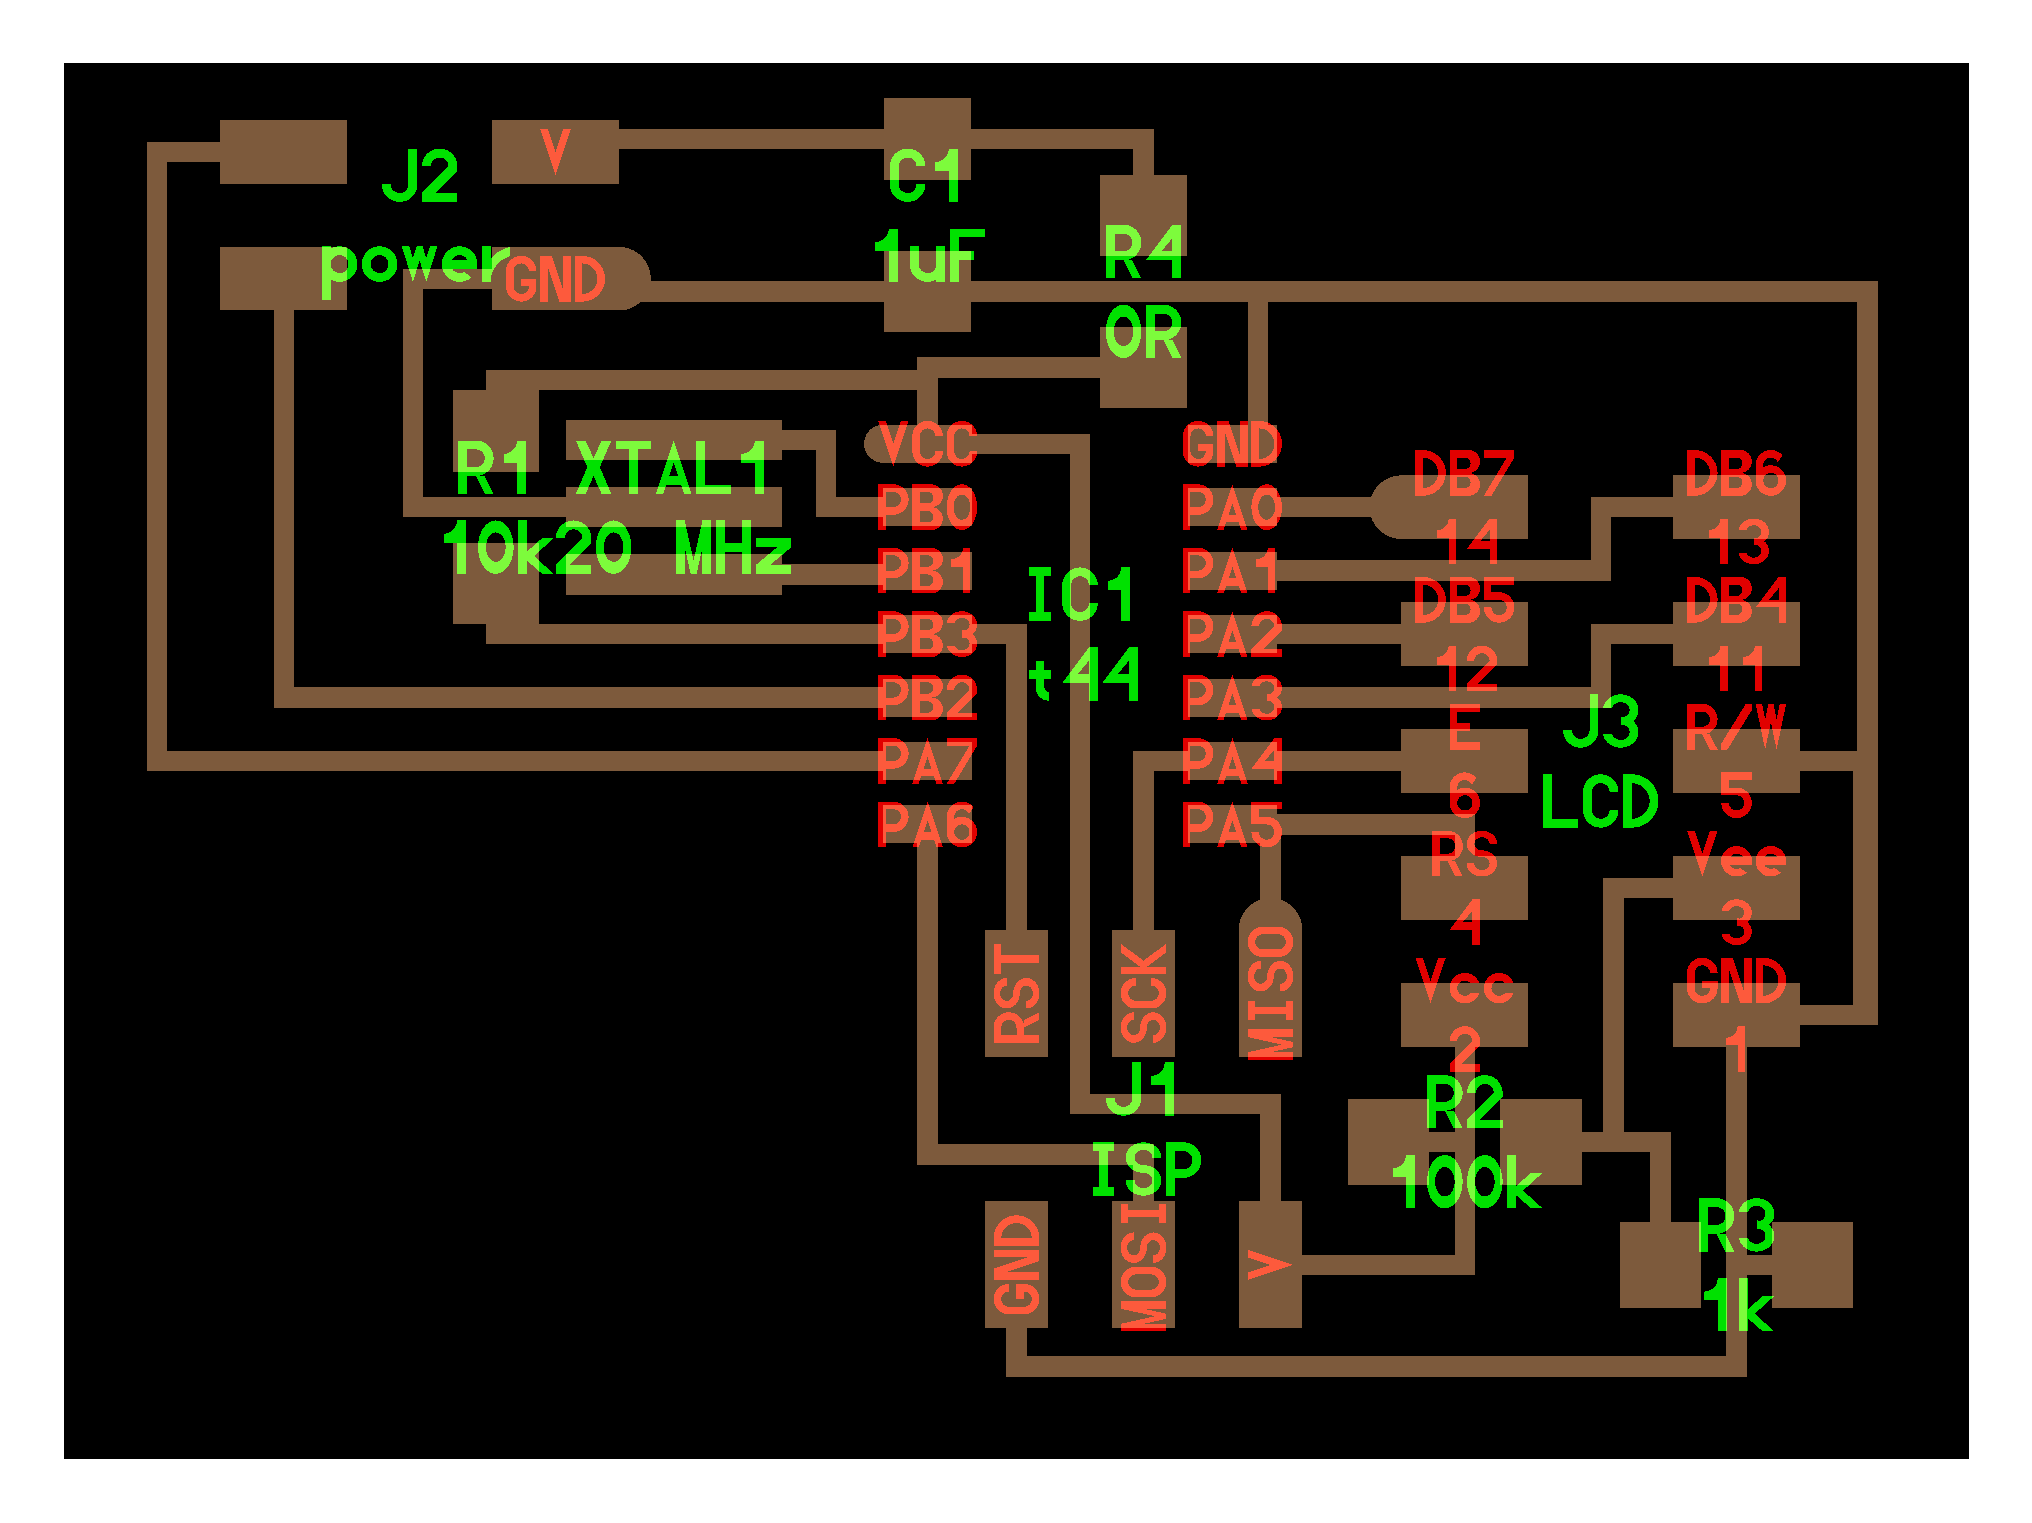 V
J2
power
GND
C1
1uF
R4
0R
R1
10k
XTAL1
20 MHz
VCC
PB0
PB1
PB3
PB2
PA7
PA6
IC1
t44
GND
PA0
PA1
PA2
PA3
PA4
PA5
DB7
14
DB6
13
DB5
12
DB4
11
E
6
J3
LCD
R/W
5
RS
4
Vee
3
Vcc
2
GND
1
RST
SCK
MISO
J1
ISP
GND
MOSI
V
R2
100k
R3
1k